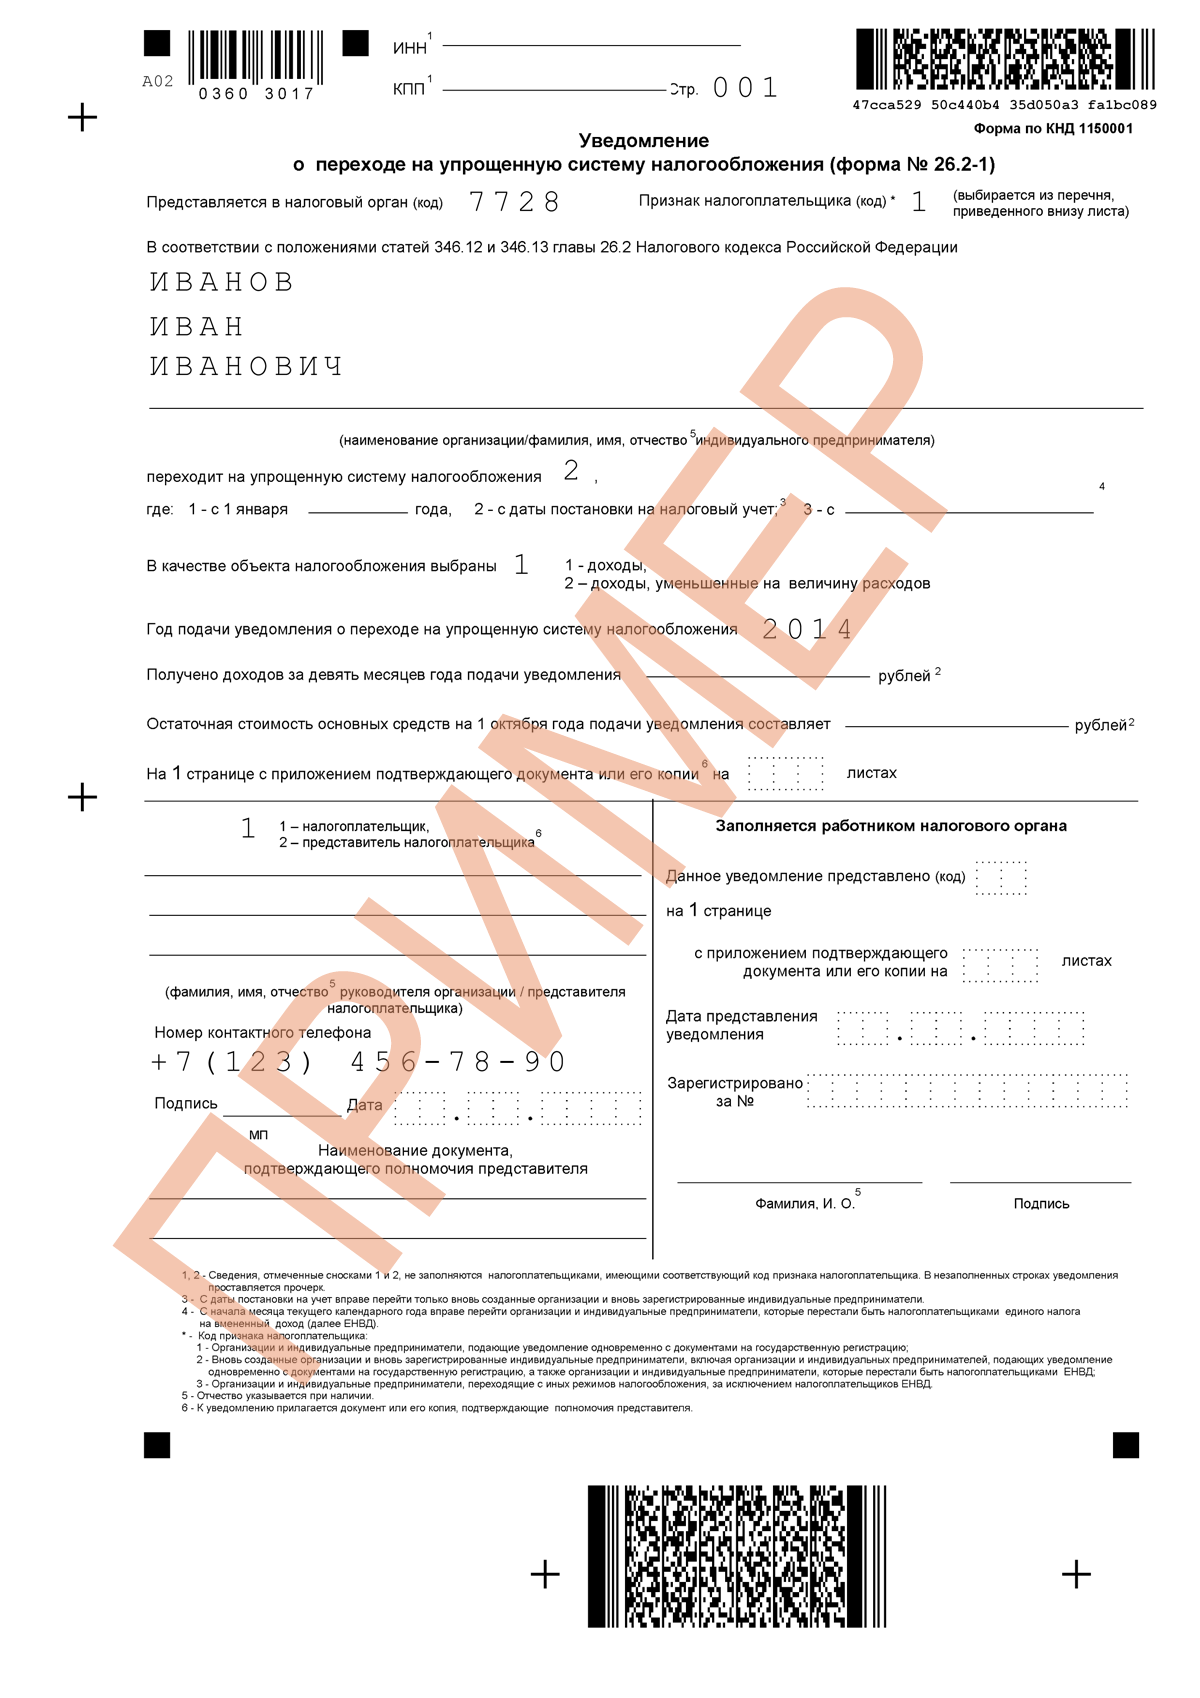 ИНН 1
А02
0360 3017
КПП 1 Стр. 001
47cca529 50c440b4 35d050a3 fa1bc089
Форма по КНД 1150001
Уведомление
о переходе на упрощенную систему налогообложения (форма № 26.2-1)
Представляется в налоговый орган (код) 7728 Признак налогоплательщика (код) * 1 (выбирается из перечня,
приведенного внизу листа)
В соответствии с положениями статей 346.12 и 346.13 главы 26.2 Налогового кодекса Российской Федерации
ИВАНОВ
ИВАН
ИВАНОВИЧ
(наименование организации/фамилия, имя, отчество 5 индивидуального предпринимателя)
переходит на упрощенную систему налогообложения 2 ,
где: 1 - с 1 января года, 2 - с даты постановки на налоговый учет; 3 3 - с 4
В качестве объекта налогообложения выбраны 1 1 - доходы,
2 – доходы, уменьшенные на величину расходов
Год подачи уведомления о переходе на упрощенную систему налогообложения 2014
Получено доходов за девять месяцев года подачи уведомления рублей 2
Остаточная стоимость основных средств на 1 октября года подачи уведомления составляет рублей 2
На 1 странице с приложением подтверждающего документа или его копии 6 на листах
1 1 – налогоплательщик,
2 – представитель налогоплательщика 6
(фамилия, имя, отчество 5 руководителя организации / представителя
налогоплательщика)
Номер контактного телефона
+7(123) 456-78-90
Подпись Дата . .
МП
Наименование документа,
подтверждающего полномочия представителя
Заполняется работником налогового органа
Данное уведомление представлено (код)
на 1 странице
с приложением подтверждающего
документа или его копии на листах
Дата представления
уведомления . .
Зарегистрировано
за №
Фамилия, И. О. 5 Подпись
1, 2 - Сведения, отмеченные сносками 1 и 2, не заполняются налогоплательщиками, имеющими соответствующий код признака налогоплательщика. В незаполненных строках уведомления
проставляется прочерк.
3 - С даты постановки на учет вправе перейти только вновь созданные организации и вновь зарегистрированные индивидуальные предприниматели.
4 - С начала месяца текущего календарного года вправе перейти организации и индивидуальные предприниматели, которые перестали быть налогоплательщиками единого налога
на вмененный доход (далее ЕНВД).
* - Код признака налогоплательщика:
1 - Организации и индивидуальные предприниматели, подающие уведомление одновременно с документами на государственную регистрацию;
2 - Вновь созданные организации и вновь зарегистрированные индивидуальные предприниматели, включая организации и индивидуальных предпринимателей, подающих уведомление
одновременно с документами на государственную регистрацию, а также организации и индивидуальные предприниматели, которые перестали быть налогоплательщиками ЕНВД;
3 - Организации и индивидуальные предприниматели, переходящие с иных режимов налогообложения, за исключением налогоплательщиков ЕНВД.
5 - Отчество указывается при наличии.
6 - К уведомлению прилагается документ или его копия, подтверждающие полномочия представителя.
ПРИМЕР